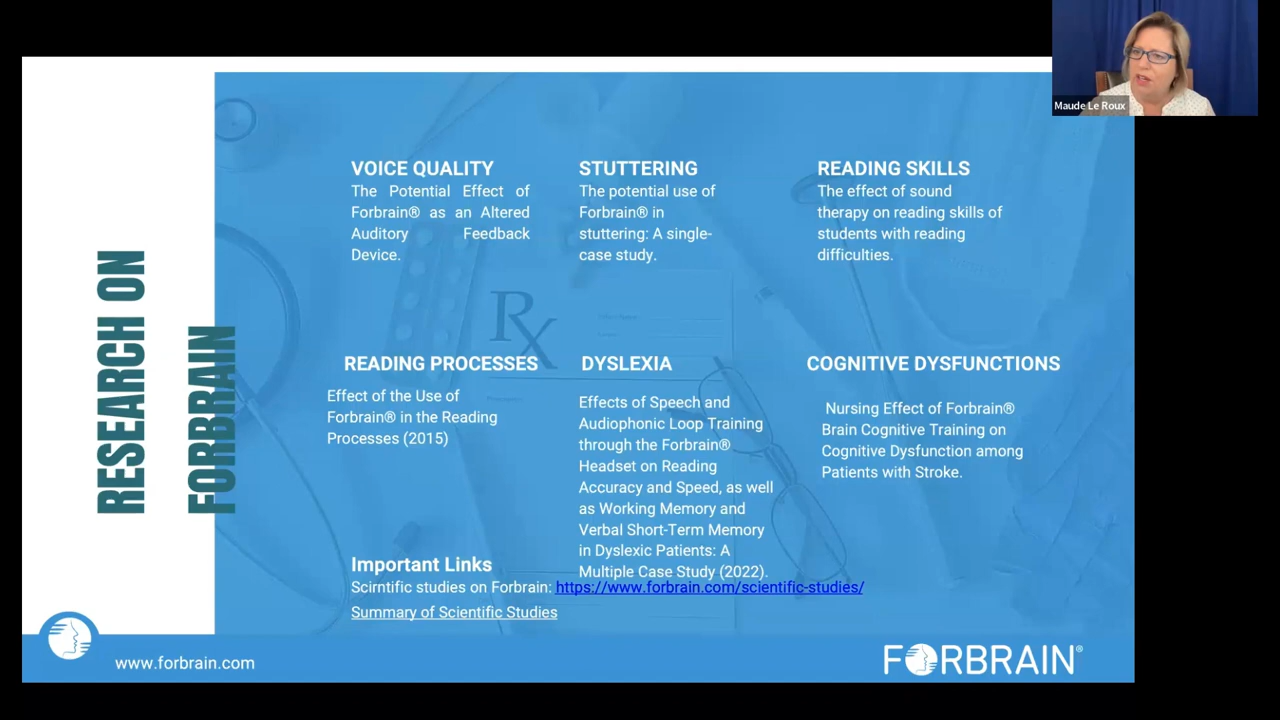 Maude Le Roux
RESEARCH ON
FORBRAIN
VOICE QUALITY
The Potential Effect of
Forbrain® as an Altered
Auditory Feedback
Device.
STUTTERING
The potential use of
Forbrain® in
stuttering: A single-
case study.
READING SKILLS
The effect of sound
therapy on reading skills of
students with reading
difficulties.
Rx
READING PROCESSES
Effect of the Use of
Forbrain® in the Reading
Processes (2015)
DYSLEXIA
Effects of Speech and
Audiophonic Loop Training
through the Forbrain®
Headset on Reading
Accuracy and Speed, as well
as Working Memory and
Verbal Short-Term Memory
in Dyslexic Patients: A
Multiple Case Study (2022).
COGNITIVE DYSFUNCTIONS
Nursing Effect of Forbrain®
Brain Cognitive Training on
Cognitive Dysfunction among
Patients with Stroke.
Important Links
Scirntific studies on Forbrain: https://www.forbrain.com/scientific-studies/
Summary of Scientific Studies
www.forbrain.com
FORBRAIN®